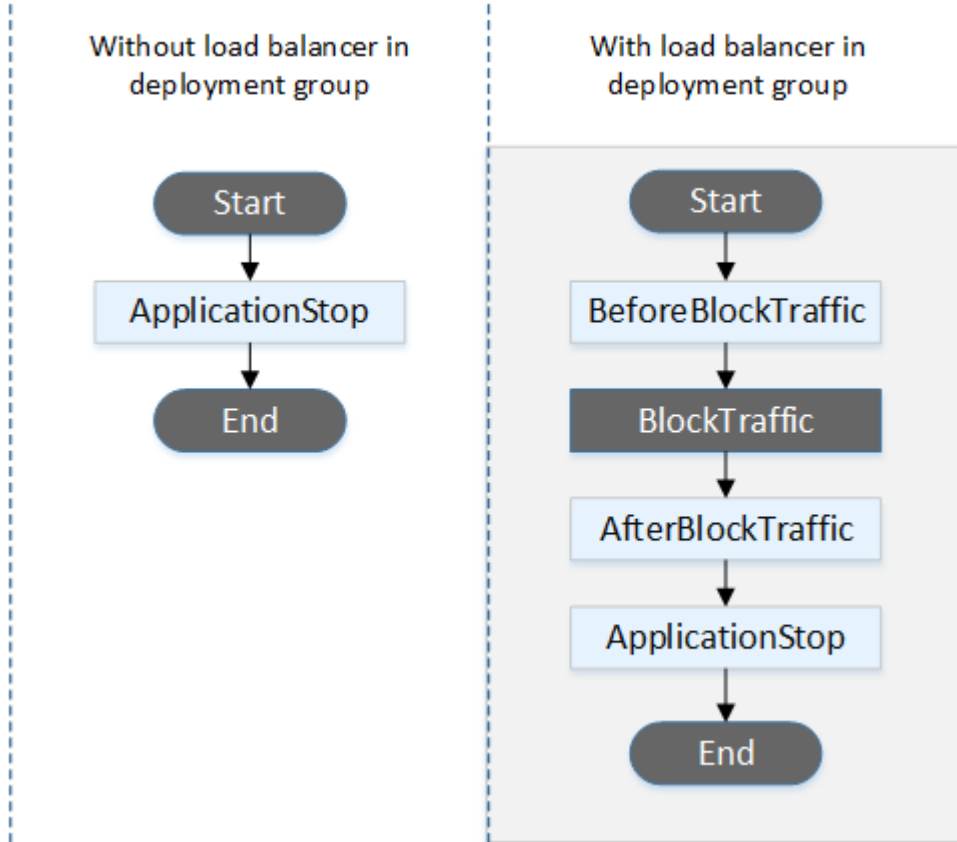 Without load balancer in
deployment group
Start
ApplicationStop
End
With load balancer in
deployment group
Start
BeforeBlockTraffic
BlockTraffic
AfterBlockTraffic
ApplicationStop
End